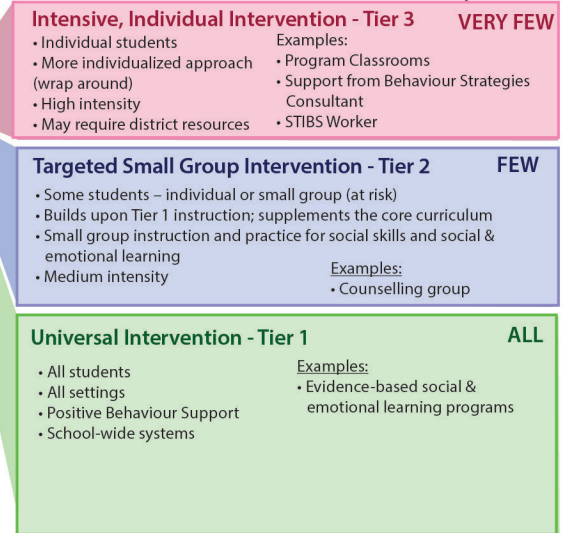 Intensive, Individual Intervention - Tier 3 VERY FEW
• Individual students
• More individualized approach
(wrap around)
• High intensity
• May require district resources
Examples:
• Program Classrooms
• Support from Behaviour Strategies
Consultant
• STIBS Worker
Targeted Small Group Intervention - Tier 2 FEW
• Some students – individual or small group (at risk)
• Builds upon Tier 1 instruction; supplements the core curriculum
• Small group instruction and practice for social skills and social &
emotional learning
• Medium intensity
Examples:
• Counselling group
Universal Intervention - Tier 1 ALL
• All students
• All settings
• Positive Behaviour Support
• School-wide systems
Examples:
• Evidence-based social &
emotional learning programs